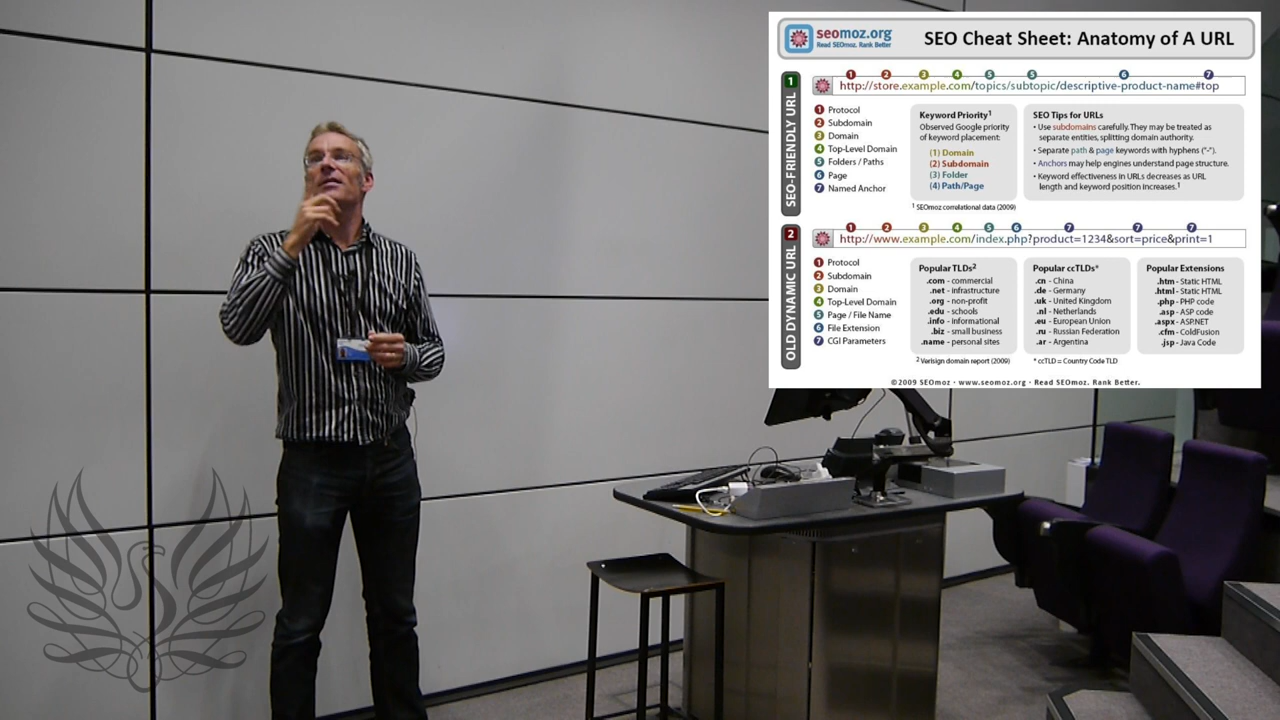 seomoz.org
Read SEOmoz. Rank Better.
SEO Cheat Sheet: Anatomy of A URL
SEO-FRIENDLY URL
1
1 2 3 4 5 5 6 7
http://store.example.com/topics/subtopic/descriptive-product-name#top
1 Protocol
2 Subdomain
3 Domain
4 Top-Level Domain
5 Folders / Paths
6 Page
7 Named Anchor
Keyword Priority1
Observed Google priority
of keyword placement:
(1) Domain
(2) Subdomain
(3) Folder
(4) Path/Page
1 SEOmoz correlational data (2009)
SEO Tips for URLs
• Use subdomains carefully. They may be treated as
separate entities, splitting domain authority.
• Separate path & page keywords with hyphens ("-").
• Anchors may help engines understand page structure.
• Keyword effectiveness in URLs decreases as URL
length and keyword position increases.1
OLD DYNAMIC URL
2
1 2 3 4 5 6 7 7 7
http://www.example.com/index.php?product=1234&sort=price&print=1
1 Protocol
2 Subdomain
3 Domain
4 Top-Level Domain
5 Page / File Name
6 File Extension
7 CGI Parameters
Popular TLDs2
.com - commercial
.net - infrastructure
.org - non-profit
.edu - schools
.info - informational
.biz - small business
.name - personal sites
2 Verisign domain report (2009)
Popular ccTLDs*
.cn - China
.de - Germany
.uk - United Kingdom
.nl - Netherlands
.eu - European Union
.ru - Russian Federation
.ar - Argentina
* ccTLD = Country Code TLD
Popular Extensions
.htm - Static HTML
.html - Static HTML
.php - PHP code
.asp - ASP code
.aspx - ASP.NET
.cfm - ColdFusion
.jsp - Java Code
©2009 SEOmoz - www.seomoz.org - Read SEOmoz. Rank Better.